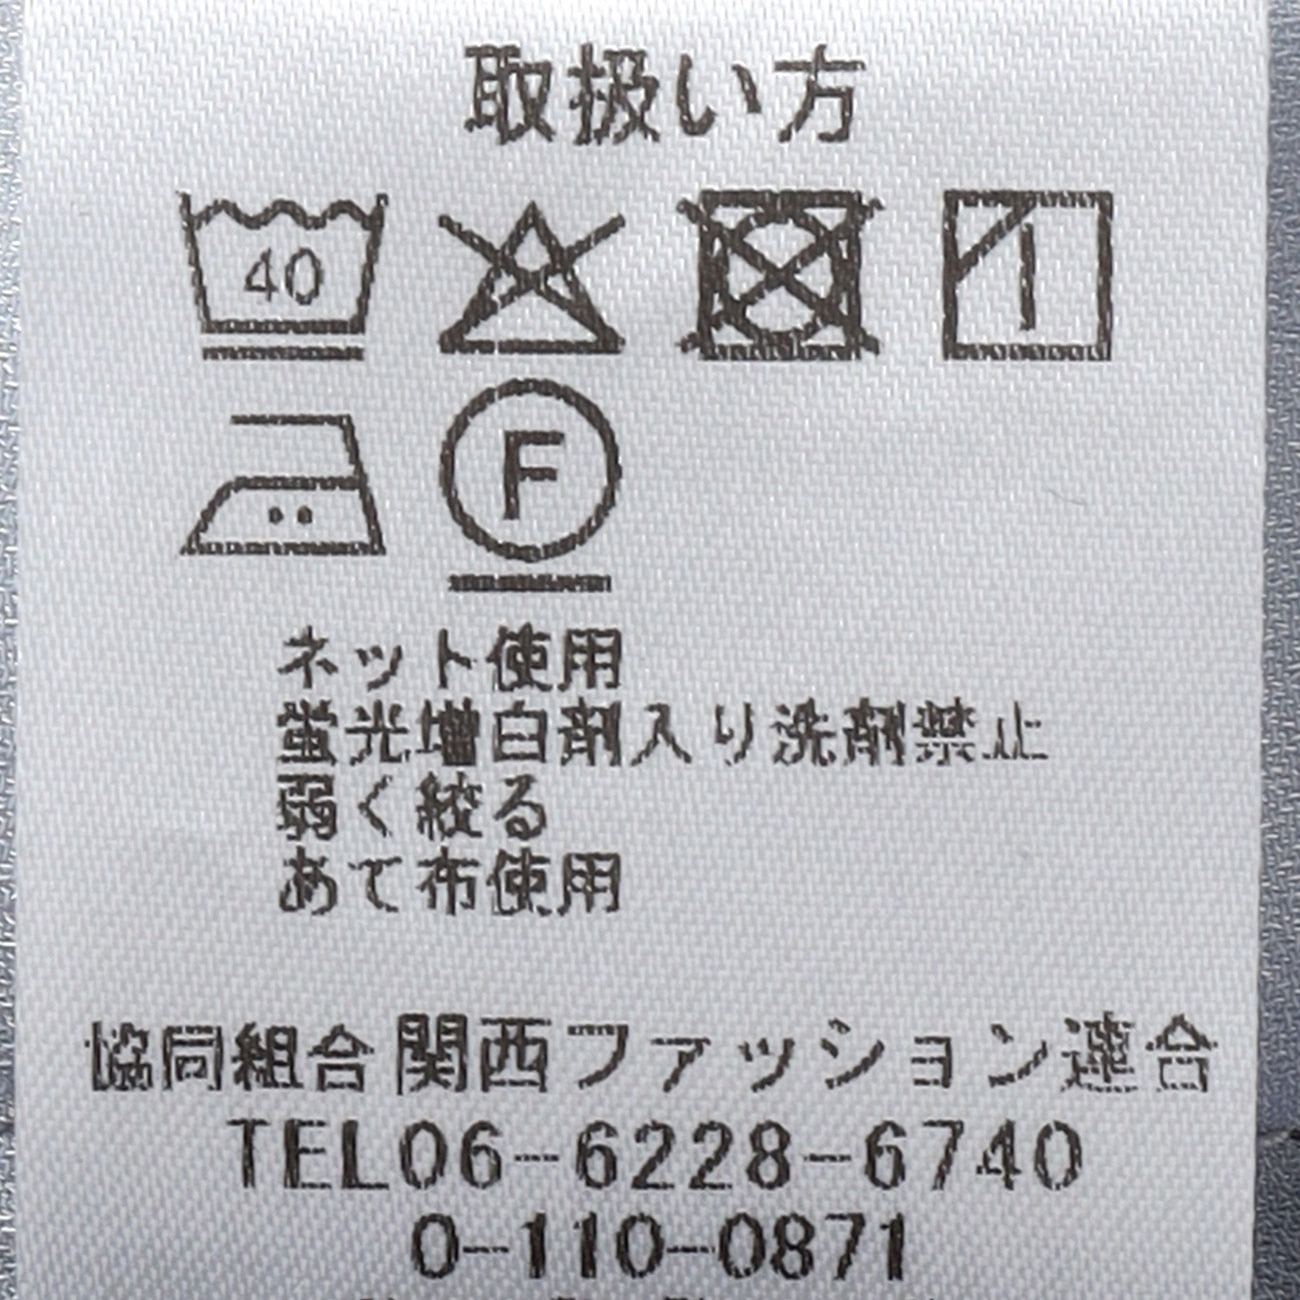 取扱い方
40
F
ネット使用
蛍光増白剤入り洗剤禁止
弱く絞る
あて布使用
協同組合関西ファッション連合
TEL06-6228-6740
0-110-0871